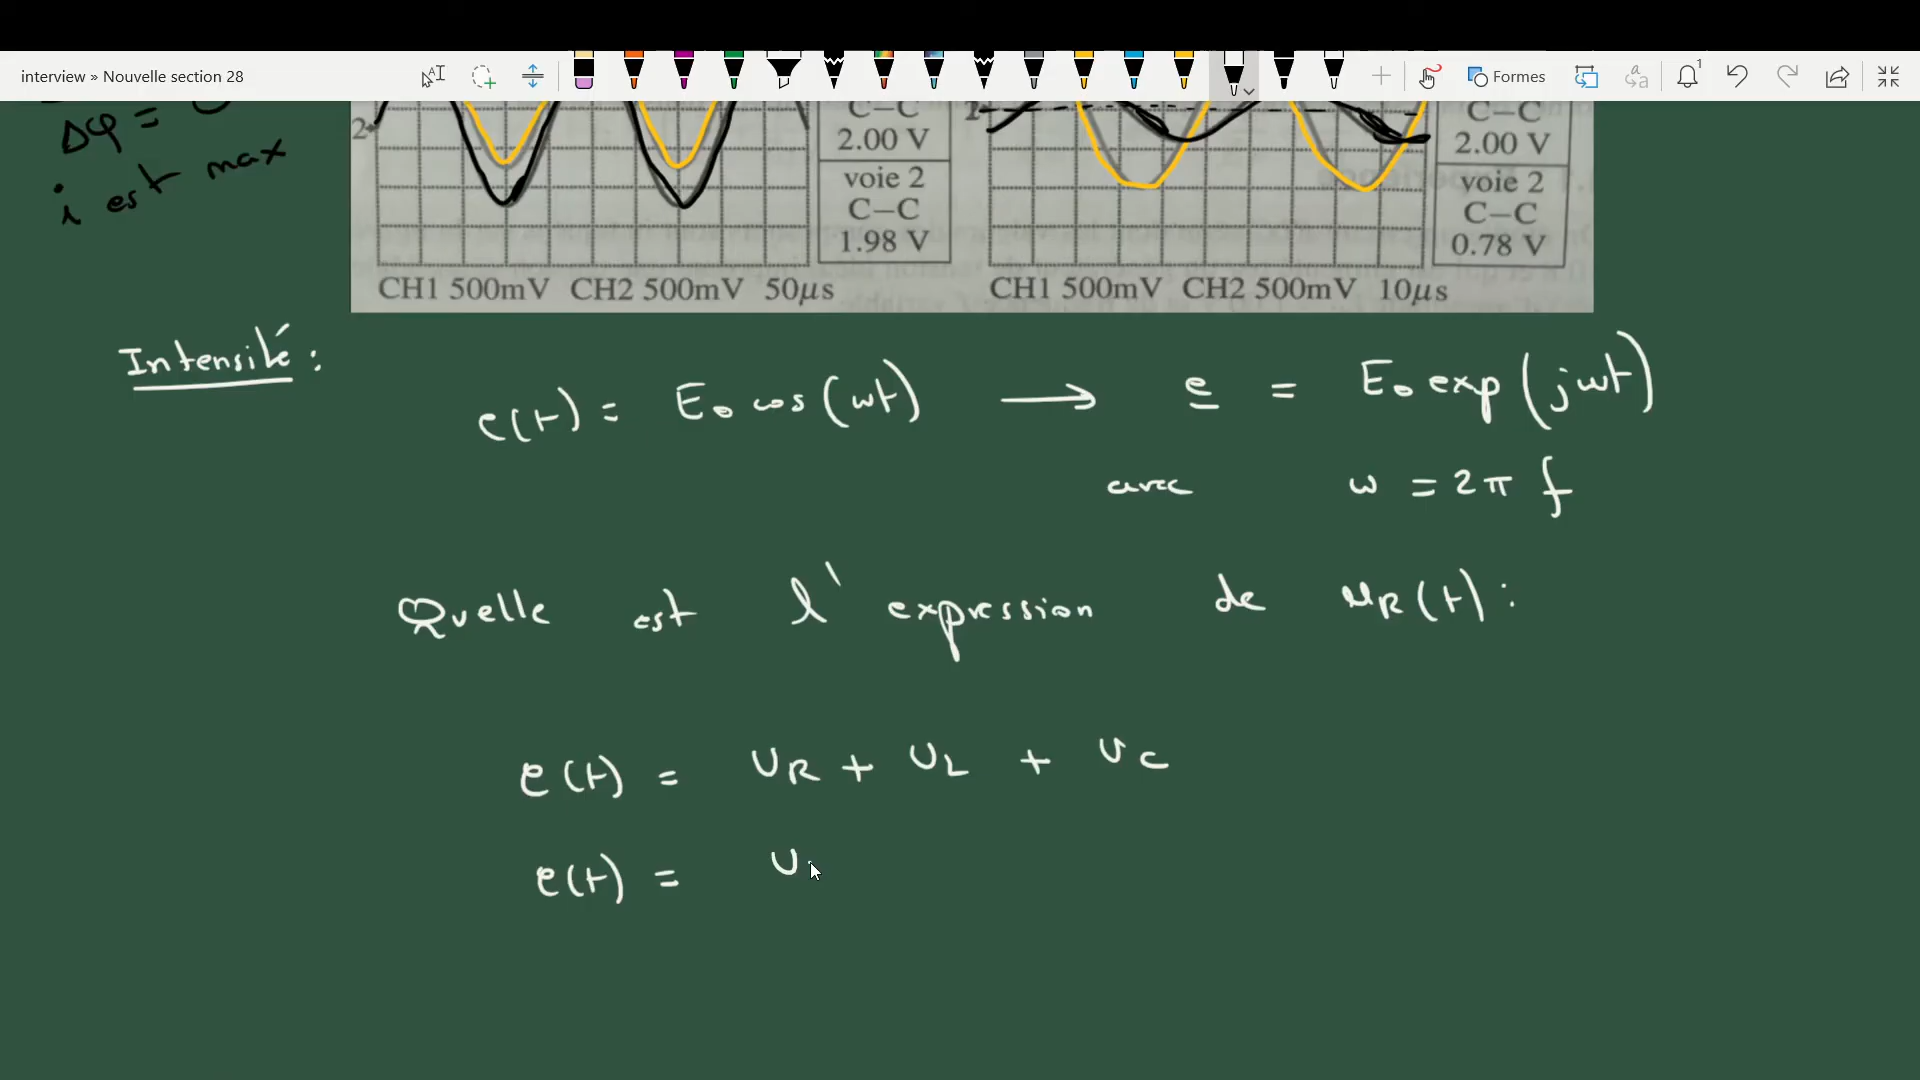 interview » Nouvelle section 28
Formes
1
Δφ =
i est max
2
C–C
2.00 V
voie 2
C–C
1.98 V
CH1 500mV CH2 500mV 50µs
C–C
2.00 V
voie 2
C–C
0.78 V
CH1 500mV CH2 500mV 10µs
Intensité :
e(t) = E₀ cos(ωt) → e = E₀ exp(jωt)
avec ω = 2π f
Quelle est l'expression de uR(t) :
e(t) = UR + UL + UC
e(t) = U